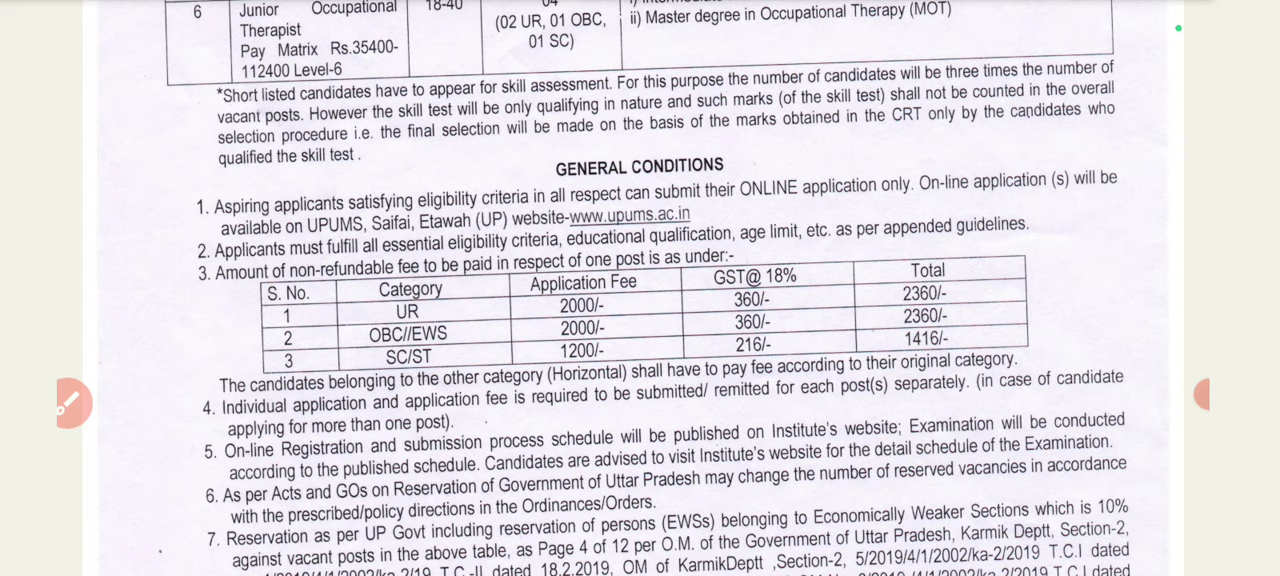 6 Junior Occupational 18-40 04
Therapist (02 UR, 01 OBC, ii) Master degree in Occupational Therapy (MOT)
Pay Matrix Rs.35400- 01 SC)
112400 Level-6
*Short listed candidates have to appear for skill assessment. For this purpose the number of candidates will be three times the number of
vacant posts. However the skill test will be only qualifying in nature and such marks (of the skill test) shall not be counted in the overall
selection procedure i.e. the final selection will be made on the basis of the marks obtained in the CRT only by the candidates who
qualified the skill test .
GENERAL CONDITIONS
1. Aspiring applicants satisfying eligibility criteria in all respect can submit their ONLINE application only. On-line application (s) will be
available on UPUMS, Saifai, Etawah (UP) website-www.upums.ac.in
2. Applicants must fulfill all essential eligibility criteria, educational qualification, age limit, etc. as per appended guidelines.
3. Amount of non-refundable fee to be paid in respect of one post is as under:-
S. No. Category Application Fee GST@ 18% Total
1 UR 2000/- 360/- 2360/-
2 OBC//EWS 2000/- 360/- 2360/-
3 SC/ST 1200/- 216/- 1416/-
The candidates belonging to the other category (Horizontal) shall have to pay fee according to their original category.
4. Individual application and application fee is required to be submitted/ remitted for each post(s) separately. (in case of candidate
applying for more than one post).
5. On-line Registration and submission process schedule will be published on Institute's website; Examination will be conducted
according to the published schedule. Candidates are advised to visit Institute's website for the detail schedule of the Examination.
6. As per Acts and GOs on Reservation of Government of Uttar Pradesh may change the number of reserved vacancies in accordance
with the prescribed/policy directions in the Ordinances/Orders.
7. Reservation as per UP Govt including reservation of persons (EWSs) belonging to Economically Weaker Sections which is 10%
against vacant posts in the above table, as Page 4 of 12 per O.M. of the Government of Uttar Pradesh, Karmik Deptt, Section-2,
dated 18.2.2019, OM of KarmikDeptt ,Section-2, 5/2019/4/1/2002/ka-2/2019 T.C.I dated